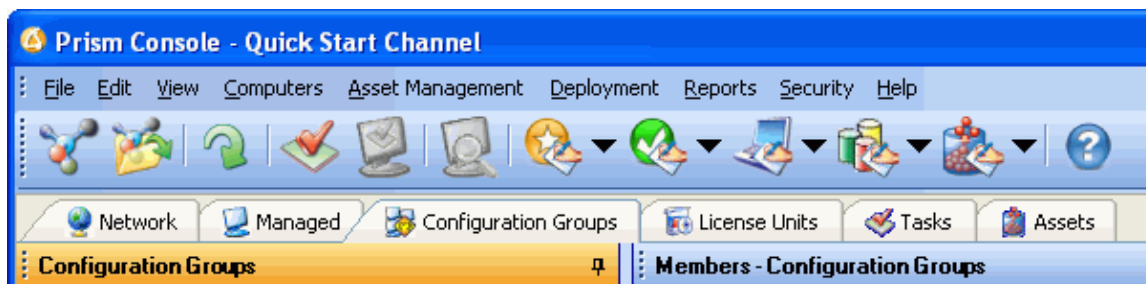 Prism Console - Quick Start Channel
File Edit View Computers Asset Management Deployment Reports Security Help
Network Managed Configuration Groups License Units Tasks Assets
Configuration Groups Members - Configuration Groups